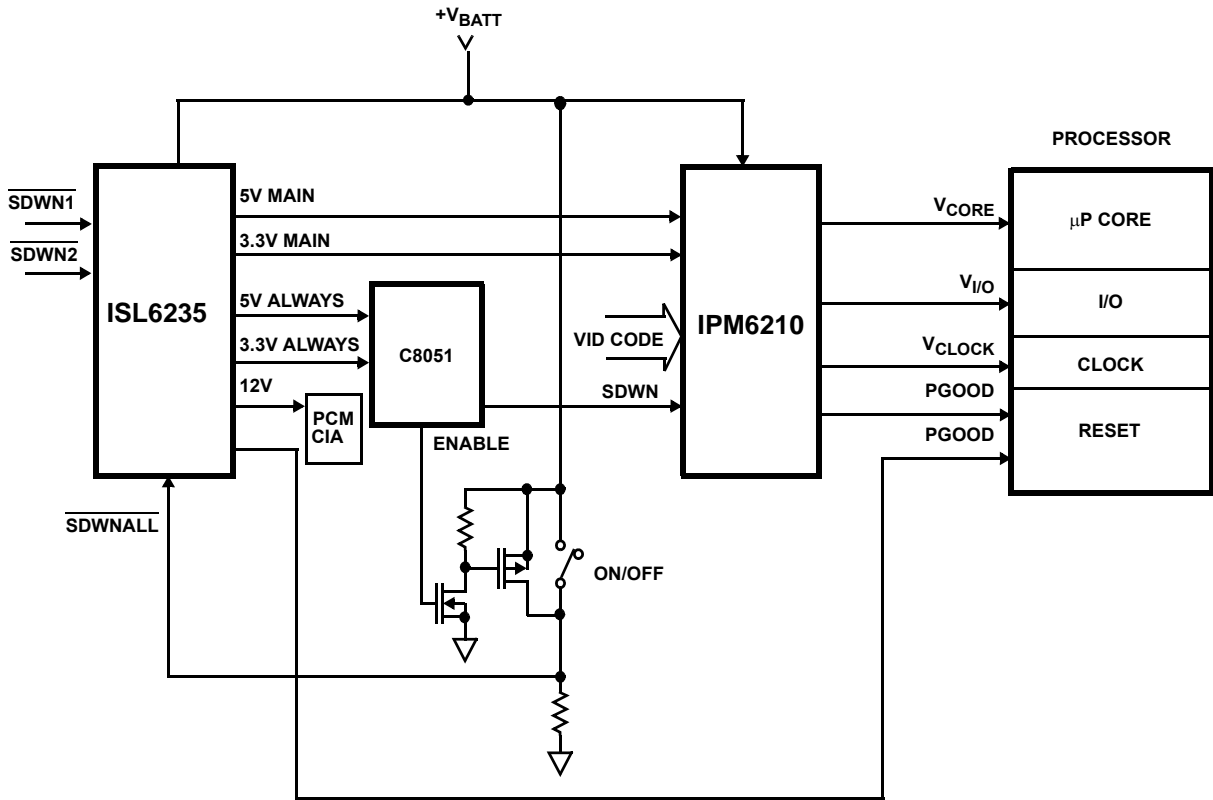 +VBATT
PROCESSOR
SDWN1
SDWN2
ISL6235
5V MAIN
3.3V MAIN
5V ALWAYS
3.3V ALWAYS
12V
PCM
CIA
C8051
ENABLE
VID CODE
SDWN
IPM6210
VCORE
VI/O
VCLOCK
PGOOD
PGOOD
μP CORE
I/O
CLOCK
RESET
SDWNALL
ON/OFF